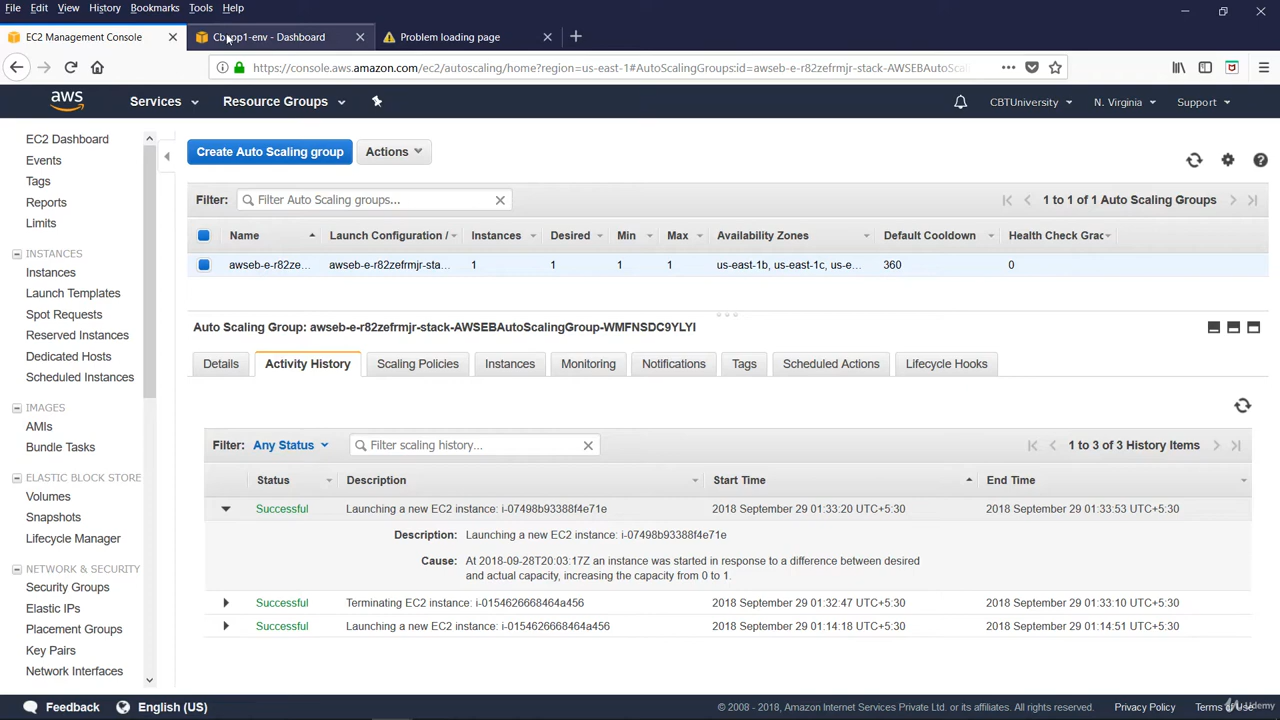 File Edit View History Bookmarks Tools Help
EC2 Management Console
Cbtapp1-env - Dashboard
Problem loading page
https://console.aws.amazon.com/ec2/autoscaling/home?region=us-east-1#AutoScalingGroups:id=awseb-e-r82zefrmjr-stack-AWSEBAutoScal
aws Services Resource Groups CBTUniversity N. Virginia Support
EC2 Dashboard
Events
Tags
Reports
Limits
INSTANCES
Instances
Launch Templates
Spot Requests
Reserved Instances
Dedicated Hosts
Scheduled Instances
IMAGES
AMIs
Bundle Tasks
ELASTIC BLOCK STORE
Volumes
Snapshots
Lifecycle Manager
NETWORK & SECURITY
Security Groups
Elastic IPs
Placement Groups
Key Pairs
Network Interfaces
Create Auto Scaling group Actions
Filter: Filter Auto Scaling groups... 1 to 1 of 1 Auto Scaling Groups
Name Launch Configuration / Instances Desired Min Max Availability Zones Default Cooldown Health Check Grac
awseb-e-r82ze... awseb-e-r82zefrmjr-sta... 1 1 1 1 us-east-1b, us-east-1c, us-e... 360 0
Auto Scaling Group: awseb-e-r82zefrmjr-stack-AWSEBAutoScalingGroup-WMFNSDC9YLYI
Details Activity History Scaling Policies Instances Monitoring Notifications Tags Scheduled Actions Lifecycle Hooks
Filter: Any Status Filter scaling history... 1 to 3 of 3 History Items
Status Description Start Time End Time
Successful Launching a new EC2 instance: i-07498b93388f4e71e 2018 September 29 01:33:20 UTC+5:30 2018 September 29 01:33:53 UTC+5:30
Description: Launching a new EC2 instance: i-07498b93388f4e71e
Cause: At 2018-09-28T20:03:17Z an instance was started in response to a difference between desired
and actual capacity, increasing the capacity from 0 to 1.
Successful Terminating EC2 instance: i-0154626668464a456 2018 September 29 01:32:47 UTC+5:30 2018 September 29 01:33:10 UTC+5:30
Successful Launching a new EC2 instance: i-0154626668464a456 2018 September 29 01:14:18 UTC+5:30 2018 September 29 01:14:51 UTC+5:30
Feedback English (US) © 2008 - 2018, Amazon Internet Services Private Ltd. or its affiliates. All rights reserved. Privacy Policy Terms of Use
Udemy